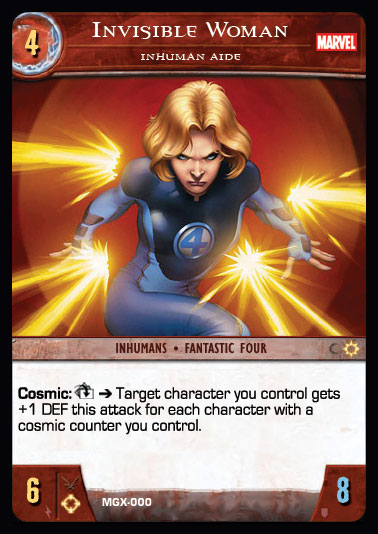 4
INVISIBLE WOMAN
MARVEL
INHUMAN AIDE
4
INHUMANS • FANTASTIC FOUR
C
Cosmic: ➔ Target character you control gets
+1 DEF this attack for each character with a
cosmic counter you control.
6
MGX-000
8